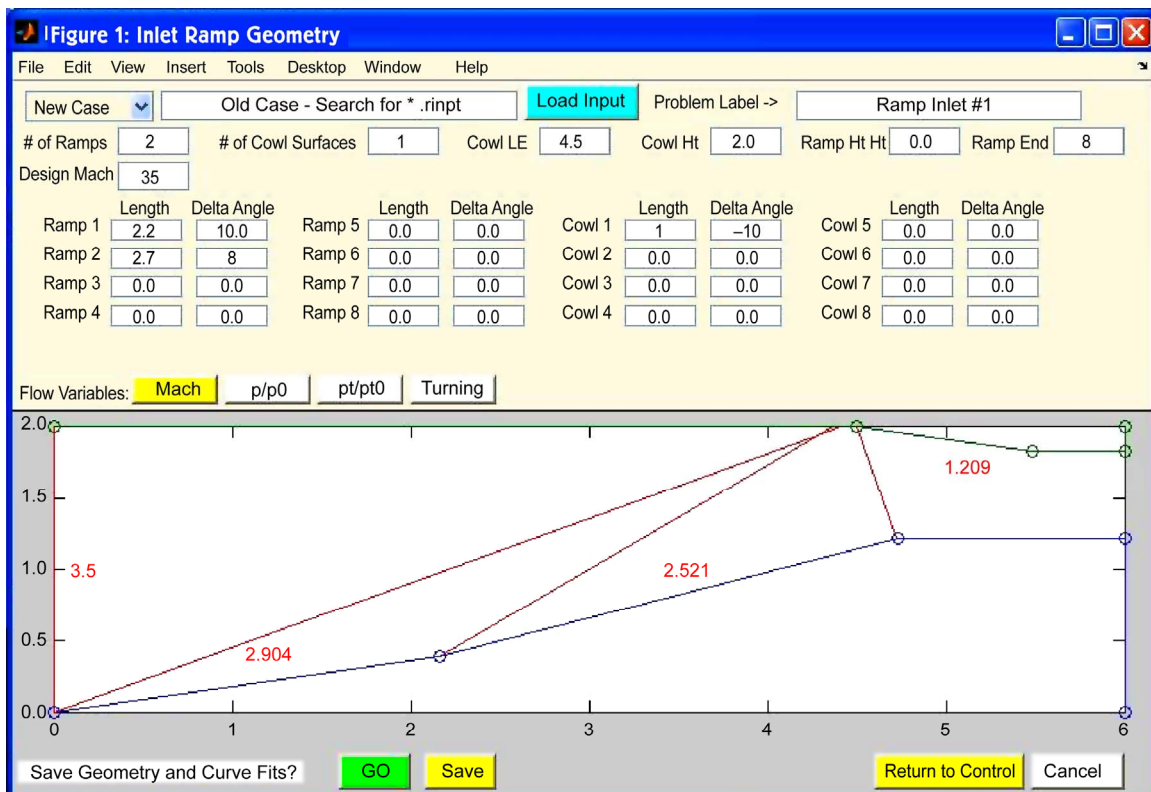 Figure 1: Inlet Ramp Geometry
File Edit View Insert Tools Desktop Window Help
New Case Old Case - Search for * .rinpt Load Input Problem Label -> Ramp Inlet #1
# of Ramps 2 # of Cowl Surfaces 1 Cowl LE 4.5 Cowl Ht 2.0 Ramp Ht Ht 0.0 Ramp End 8
Design Mach 35
Length Delta Angle Length Delta Angle Length Delta Angle Length Delta Angle
Ramp 1 2.2 10.0 Ramp 5 0.0 0.0 Cowl 1 1 –10 Cowl 5 0.0 0.0
Ramp 2 2.7 8 Ramp 6 0.0 0.0 Cowl 2 0.0 0.0 Cowl 6 0.0 0.0
Ramp 3 0.0 0.0 Ramp 7 0.0 0.0 Cowl 3 0.0 0.0 Cowl 7 0.0 0.0
Ramp 4 0.0 0.0 Ramp 8 0.0 0.0 Cowl 4 0.0 0.0 Cowl 8 0.0 0.0
Flow Variables: Mach p/p0 pt/pt0 Turning
2.0
1.209
1.5
1.0 3.5 2.521
0.5
2.904
0.0
0 1 2 3 4 5 6
Save Geometry and Curve Fits? GO Save Return to Control Cancel